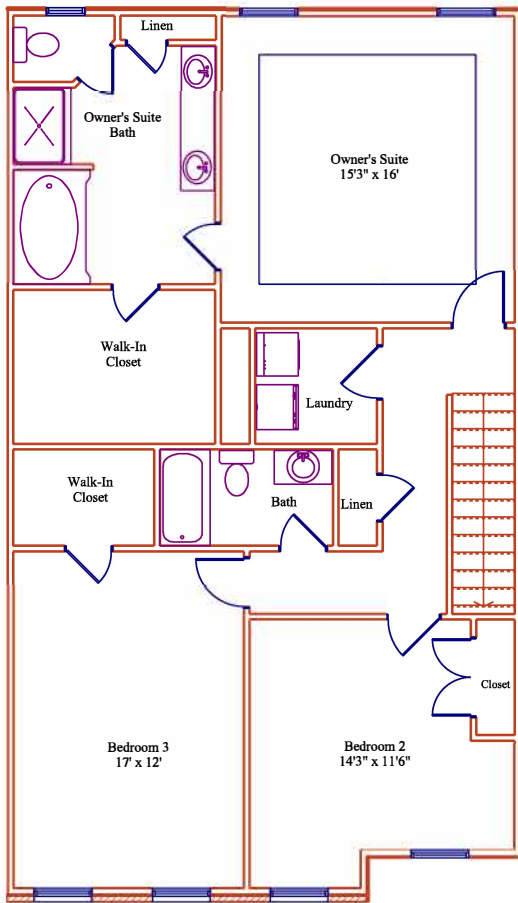 Linen
Owner's Suite
Bath
Owner's Suite
15'3" x 16'
Walk-In
Closet
Laundry
Walk-In
Closet
Bath
Linen
Closet
Bedroom 3
17' x 12'
Bedroom 2
14'3" x 11'6"